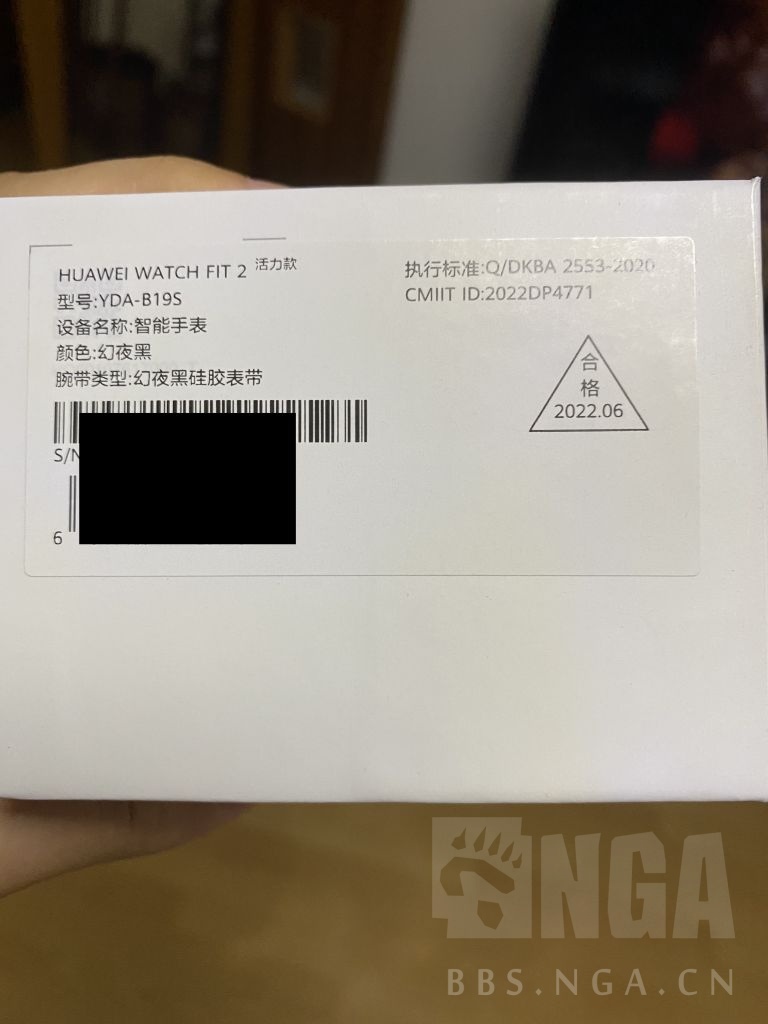 HUAWEI WATCH FIT 2 活力款
型号:YDA-B19S
设备名称:智能手表
颜色:幻夜黑
腕带类型:幻夜黑硅胶表带
S/N
6
执行标准:Q/DKBA 2553-2020
CMIIT ID:2022DP4771
合
格
2022.06
NGA
BBS.NGA.CN